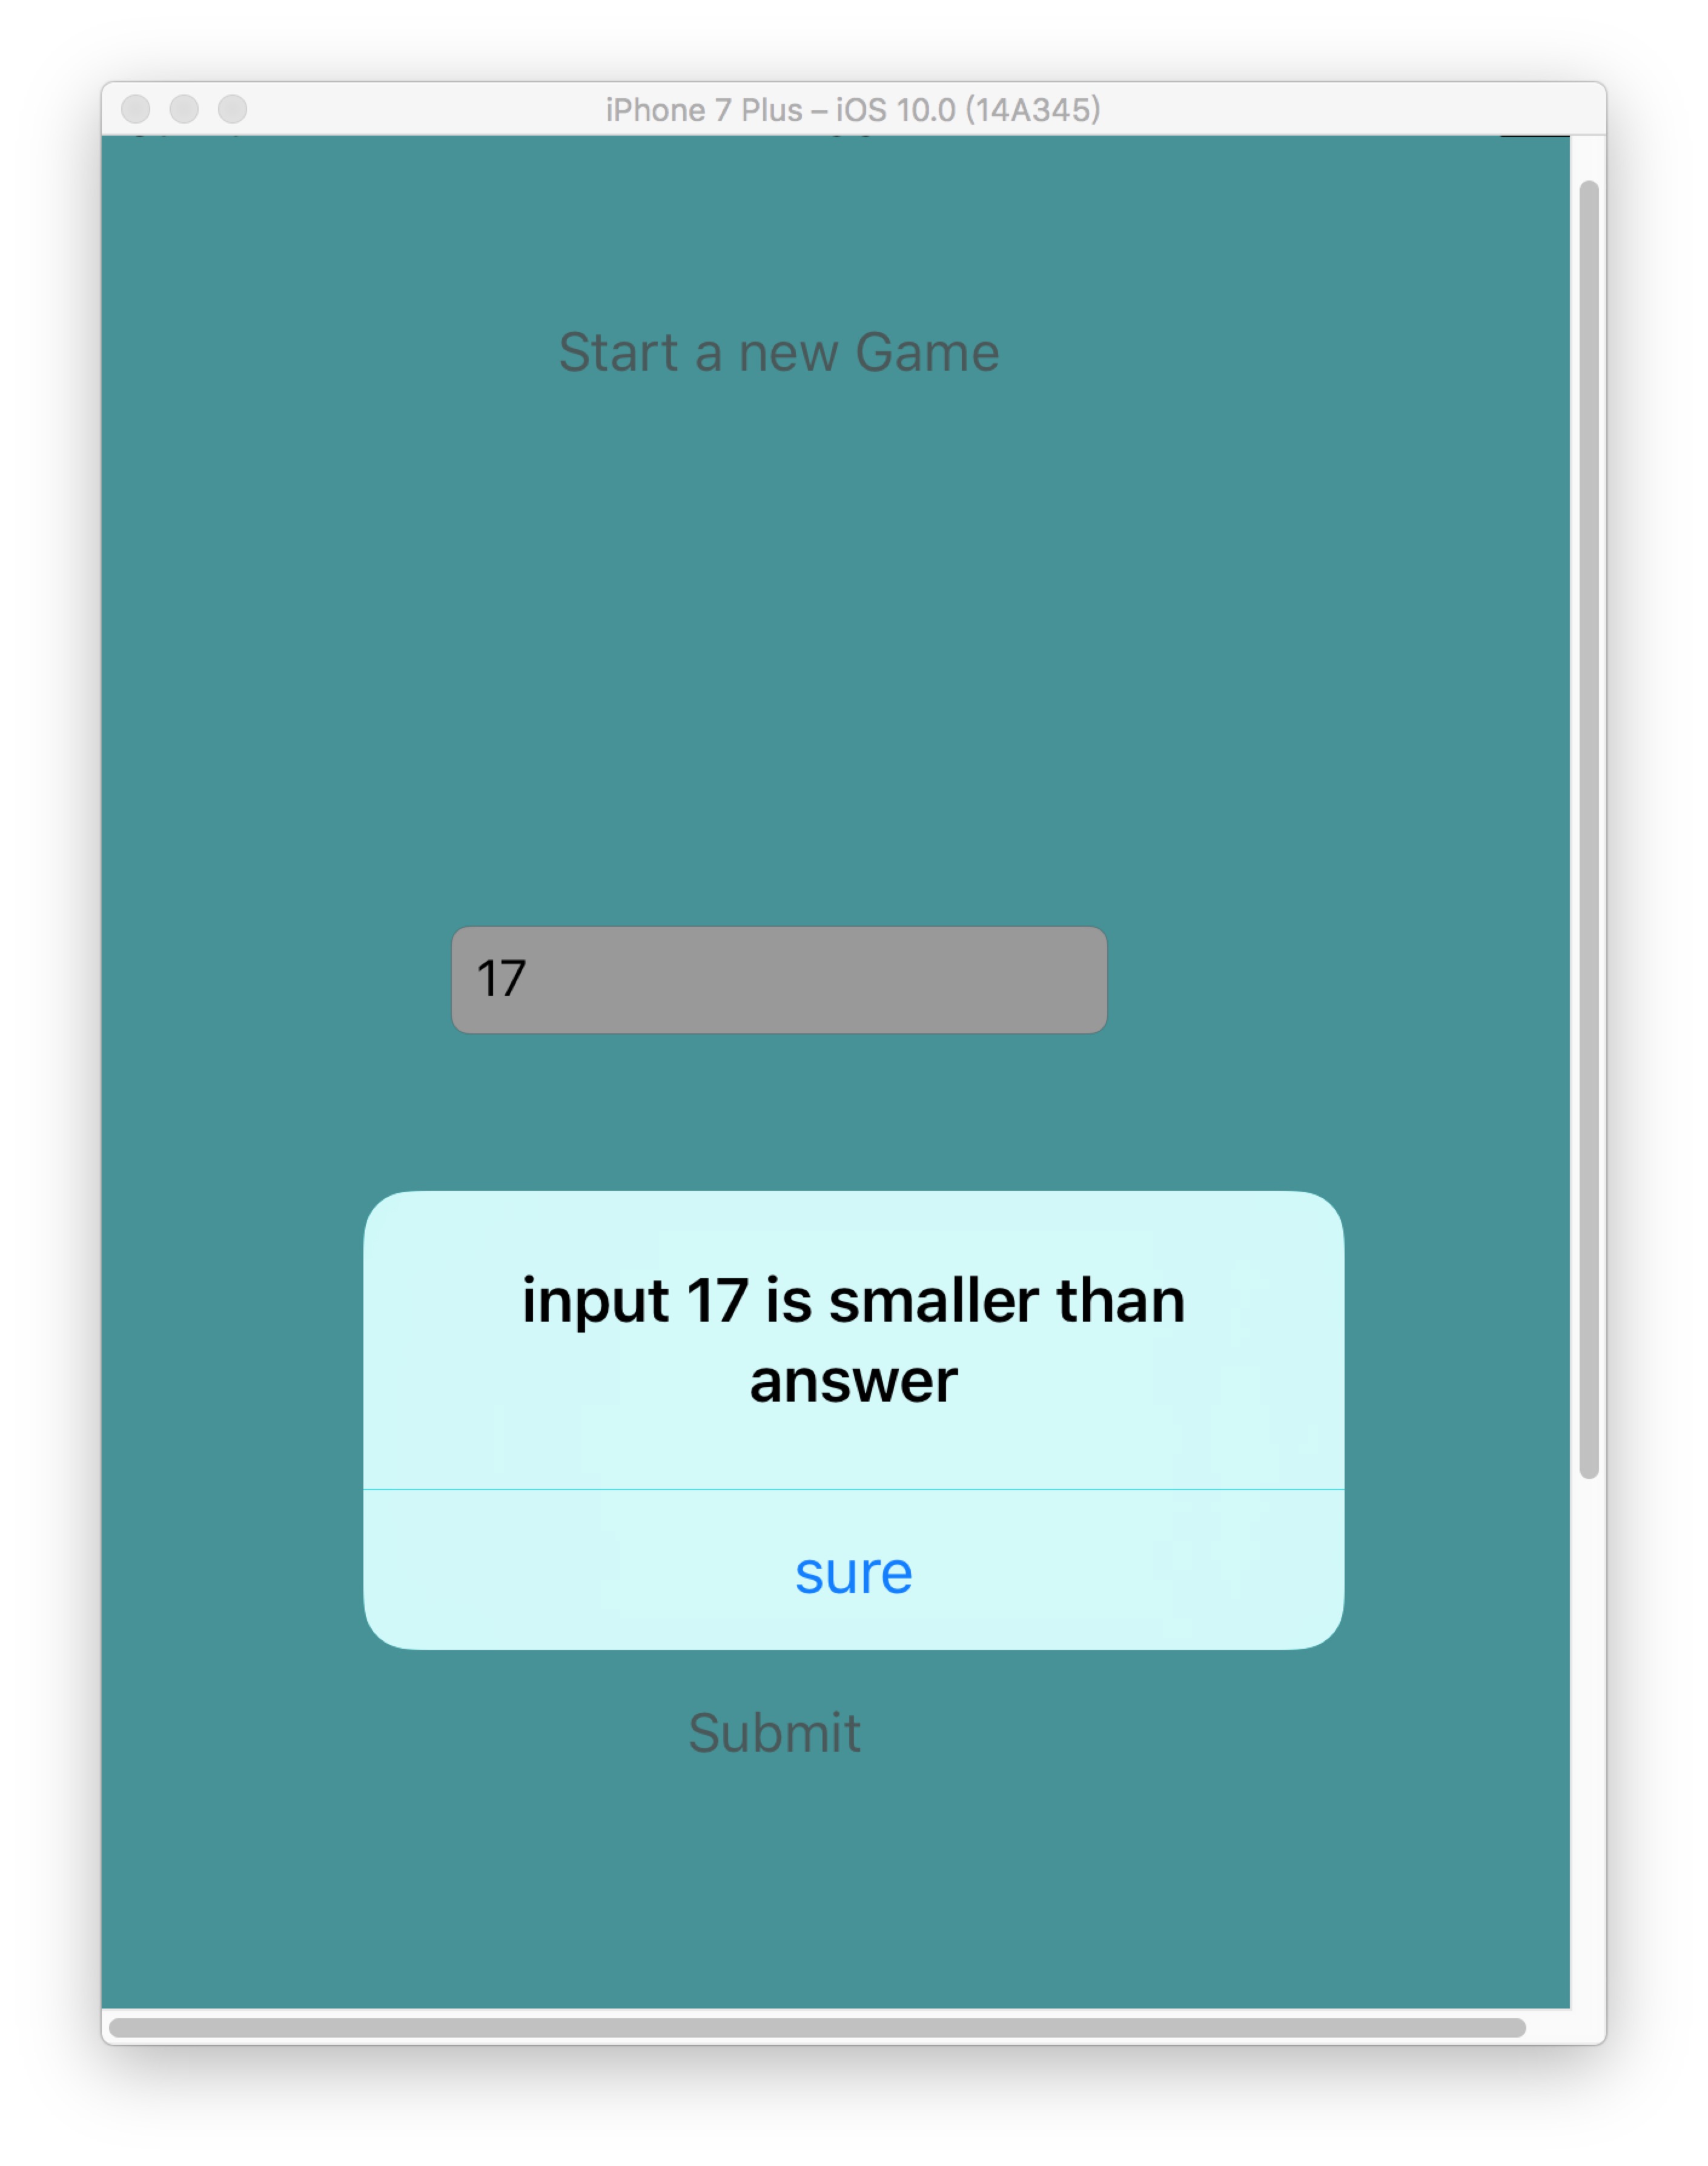 iPhone 7 Plus – iOS 10.0 (14A345)
Start a new Game
17
input 17 is smaller than
answer
sure
Submit